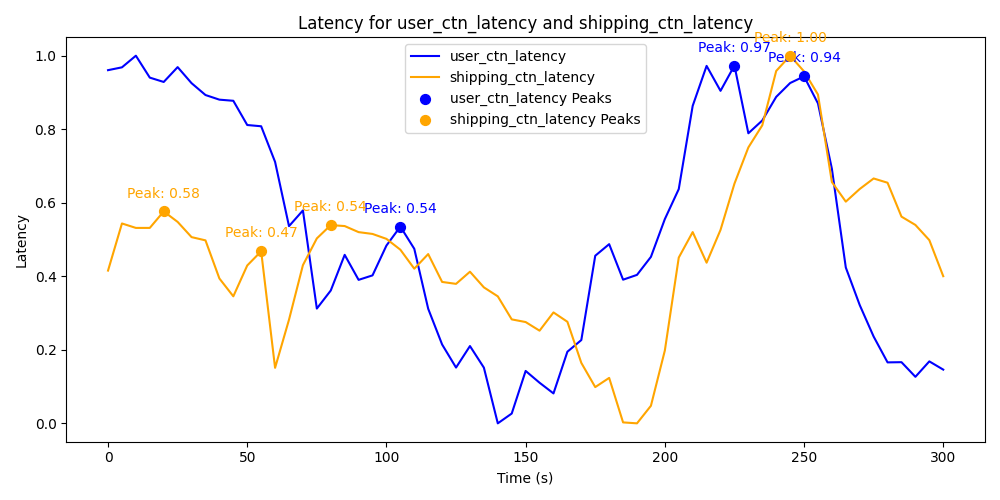 Latency for user_ctn_latency and shipping_ctn_latency
Peak: 1.00
Peak: 0.97
Peak: 0.94
user_ctn_latency
shipping_ctn_latency
user_ctn_latency Peaks
shipping_ctn_latency Peaks
Peak: 0.58
Peak: 0.54
Peak: 0.54
Peak: 0.47
Latency
1.0
0.8
0.6
0.4
0.2
0.0
0 50 100 150 200 250 300
Time (s)